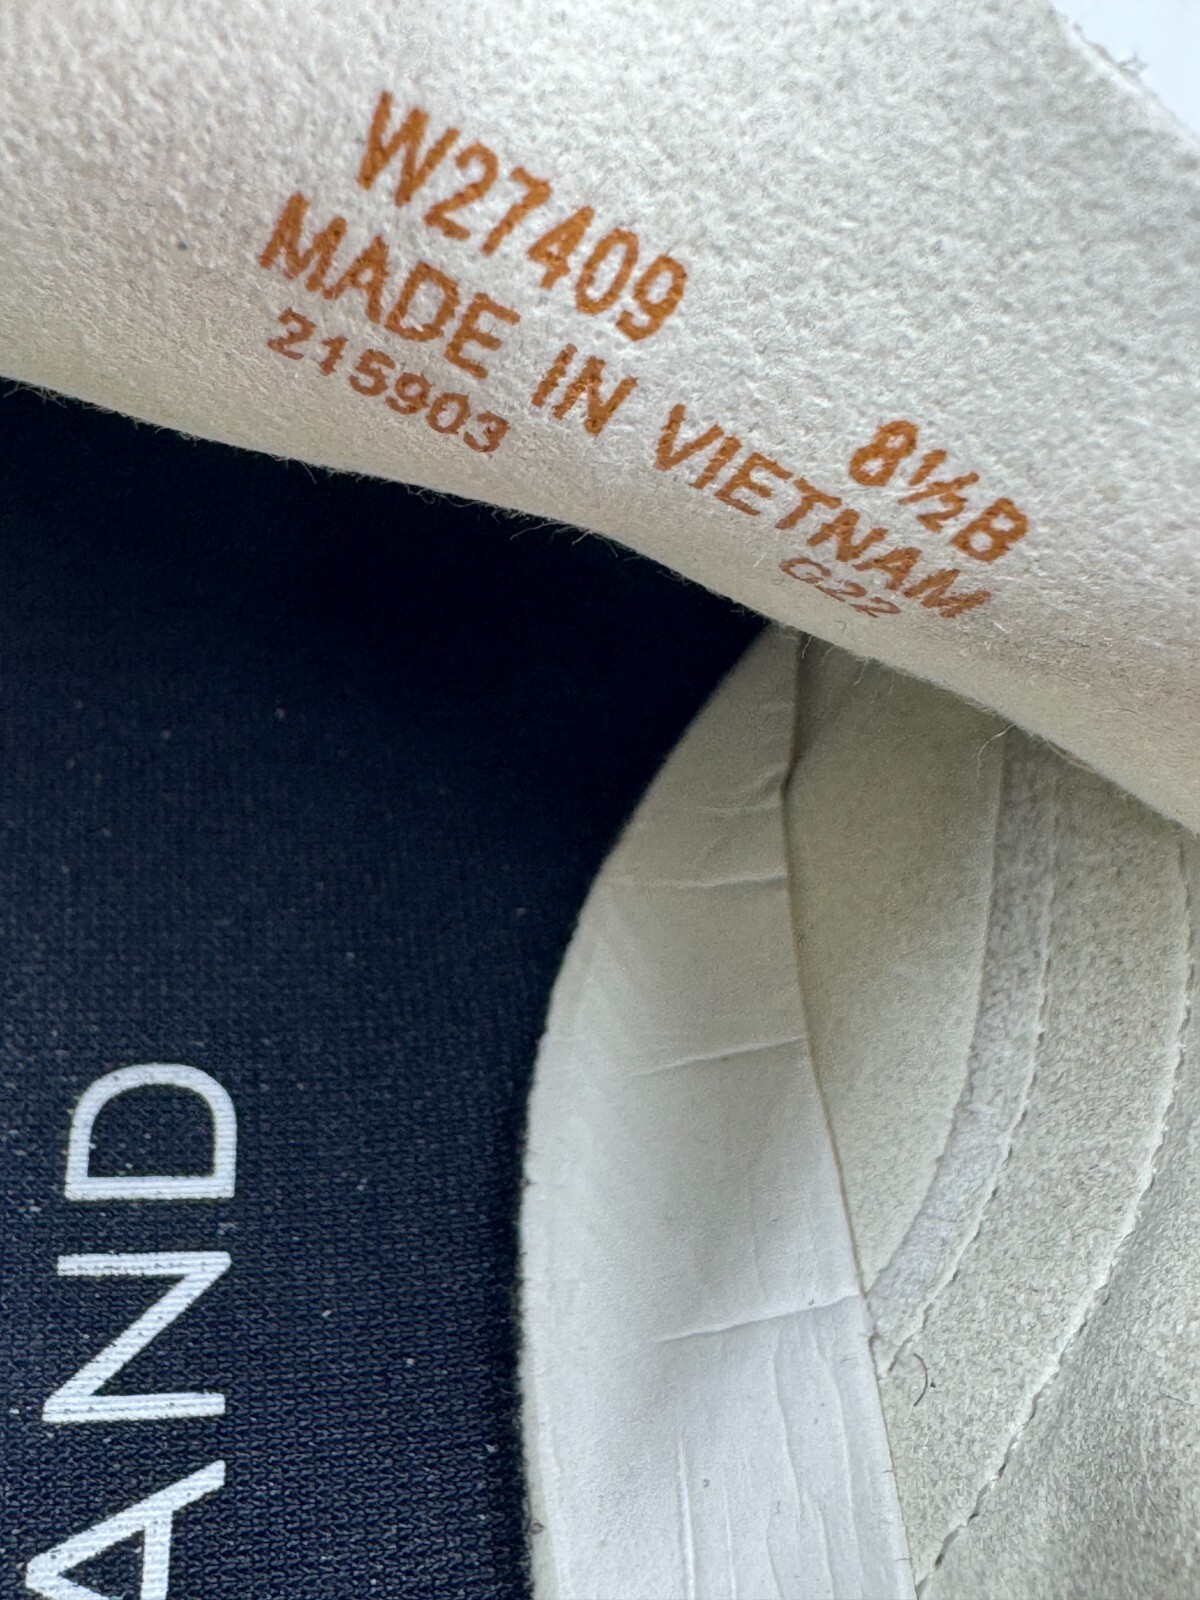 W27409
8½B
MADE IN VIETNAM
215903
G22
AND